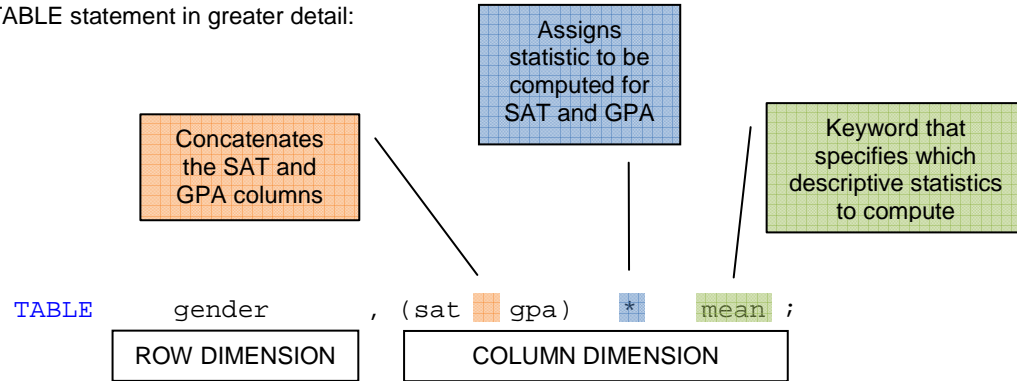 TABLE statement in greater detail:
Assigns
statistic to be
computed for
SAT and GPA
Concatenates
the SAT and
GPA columns
Keyword that
specifies which
descriptive statistics
to compute
TABLE gender , (sat gpa) * mean ;
ROW DIMENSION COLUMN DIMENSION